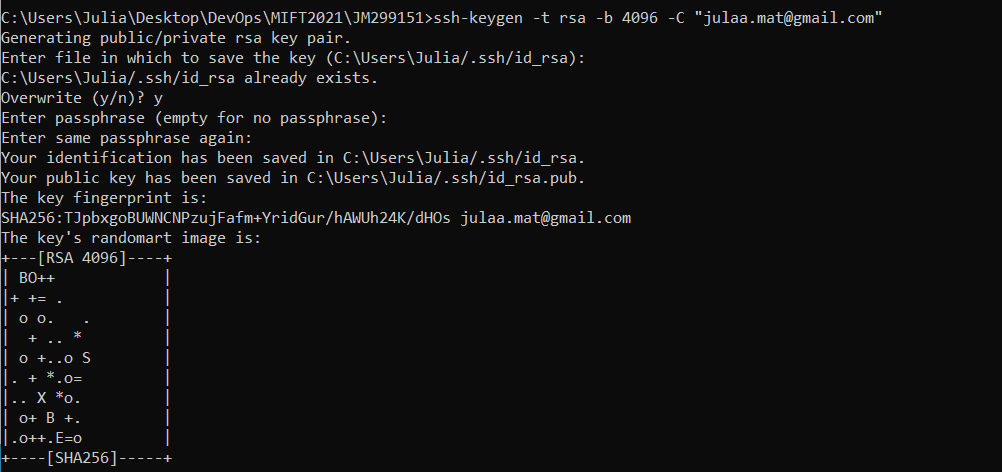 C:\Users\Julia\Desktop\DevOps\MIFT2021\JM299151>ssh-keygen -t rsa -b 4096 -C "julaa.mat@gmail.com"
Generating public/private rsa key pair.
Enter file in which to save the key (C:\Users\Julia/.ssh/id_rsa):
C:\Users\Julia/.ssh/id_rsa already exists.
Overwrite (y/n)? y
Enter passphrase (empty for no passphrase):
Enter same passphrase again:
Your identification has been saved in C:\Users\Julia/.ssh/id_rsa.
Your public key has been saved in C:\Users\Julia/.ssh/id_rsa.pub.
The key fingerprint is:
SHA256:TJpbxgoBUWNCNPzujFafm+YridGur/hAWUh24K/dHOs julaa.mat@gmail.com
The key's randomart image is:
+---[RSA 4096]----+
| BO++            |
|+ += .           |
| o o.   .        |
|  + .. *         |
| o +..o S        |
|. + *.o=         |
|.. X *o.         |
| o+ B +.         |
|.o++.E=o         |
+----[SHA256]-----+